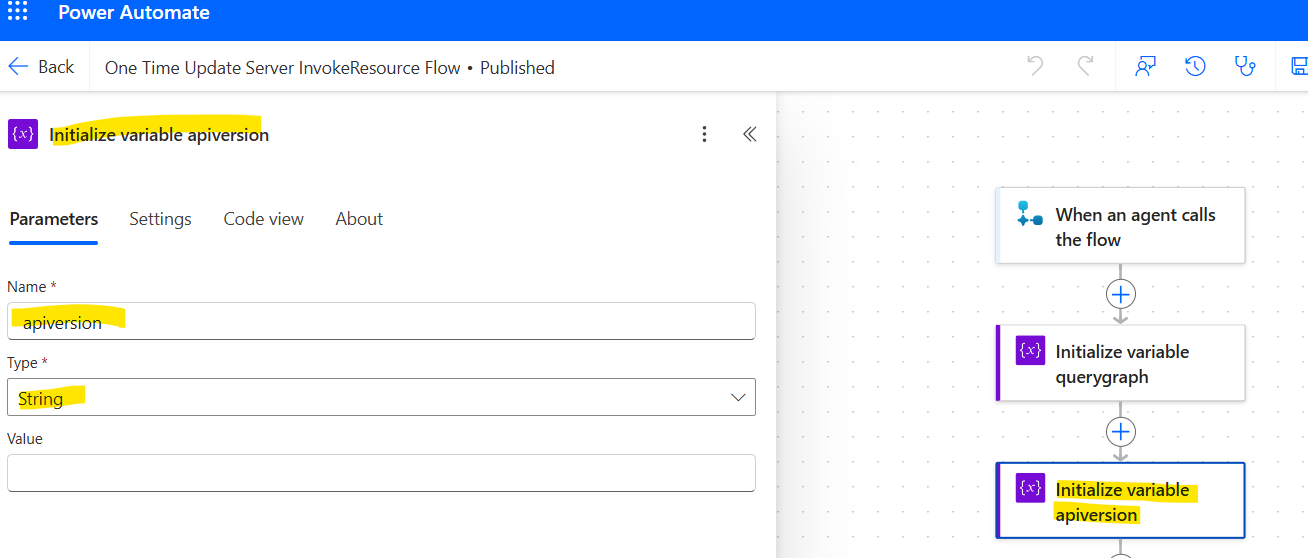 Power Automate
Back
One Time Update Server InvokeResource Flow • Published
{x} Initialize variable apiversion
Parameters Settings Code view About
Name *
apiversion
Type *
String
Value
When an agent calls
the flow
{x} Initialize variable
querygraph
{x} Initialize variable
apiversion